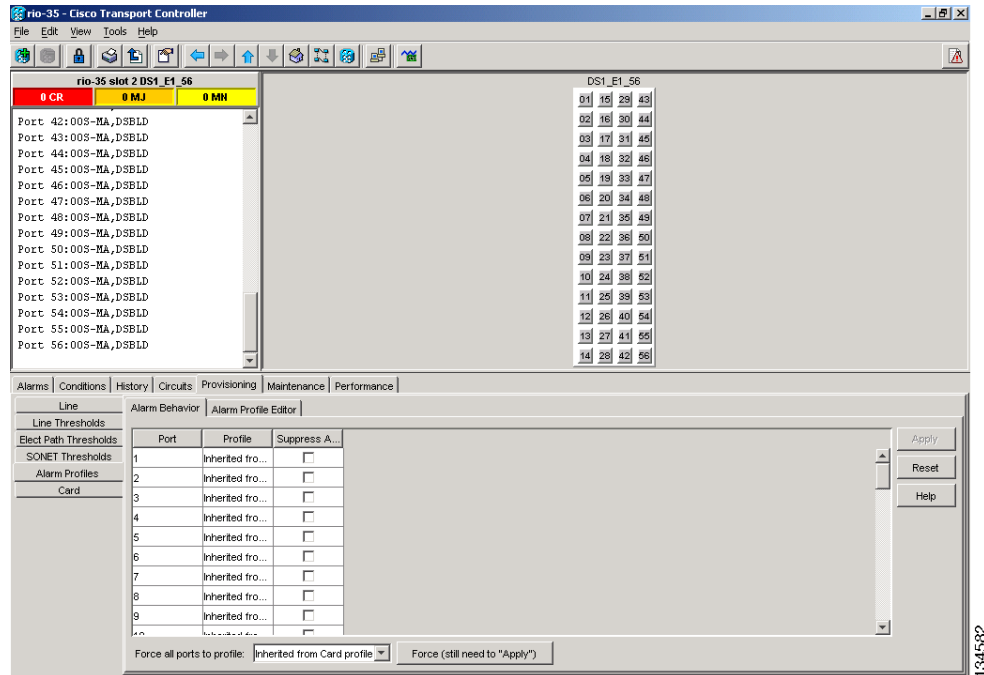 rio-35 - Cisco Transport Controller
File Edit View Tools Help
rio-35 slot 2 DS1_E1_56
0 CR 0 MJ 0 MN
Port 42:OOS-MA,DSBLD
Port 43:OOS-MA,DSBLD
Port 44:OOS-MA,DSBLD
Port 45:OOS-MA,DSBLD
Port 46:OOS-MA,DSBLD
Port 47:OOS-MA,DSBLD
Port 48:OOS-MA,DSBLD
Port 49:OOS-MA,DSBLD
Port 50:OOS-MA,DSBLD
Port 51:OOS-MA,DSBLD
Port 52:OOS-MA,DSBLD
Port 53:OOS-MA,DSBLD
Port 54:OOS-MA,DSBLD
Port 55:OOS-MA,DSBLD
Port 56:OOS-MA,DSBLD
DS1_E1_56
01 15 29 43
02 16 30 44
03 17 31 45
04 18 32 46
05 19 33 47
06 20 34 48
07 21 35 49
08 22 36 50
09 23 37 51
10 24 38 52
11 25 39 53
12 26 40 54
13 27 41 55
14 28 42 56
Alarms Conditions History Circuits Provisioning Maintenance Performance
Line
Line Thresholds
Elect Path Thresholds
SONET Thresholds
Alarm Profiles
Card
Alarm Behavior Alarm Profile Editor
Port Profile Suppress A...
1 Inherited fro...
2 Inherited fro...
3 Inherited fro...
4 Inherited fro...
5 Inherited fro...
6 Inherited fro...
7 Inherited fro...
8 Inherited fro...
9 Inherited fro...
Force all ports to profile: Inherited from Card profile Force (still need to "Apply")
Apply
Reset
Help
134582